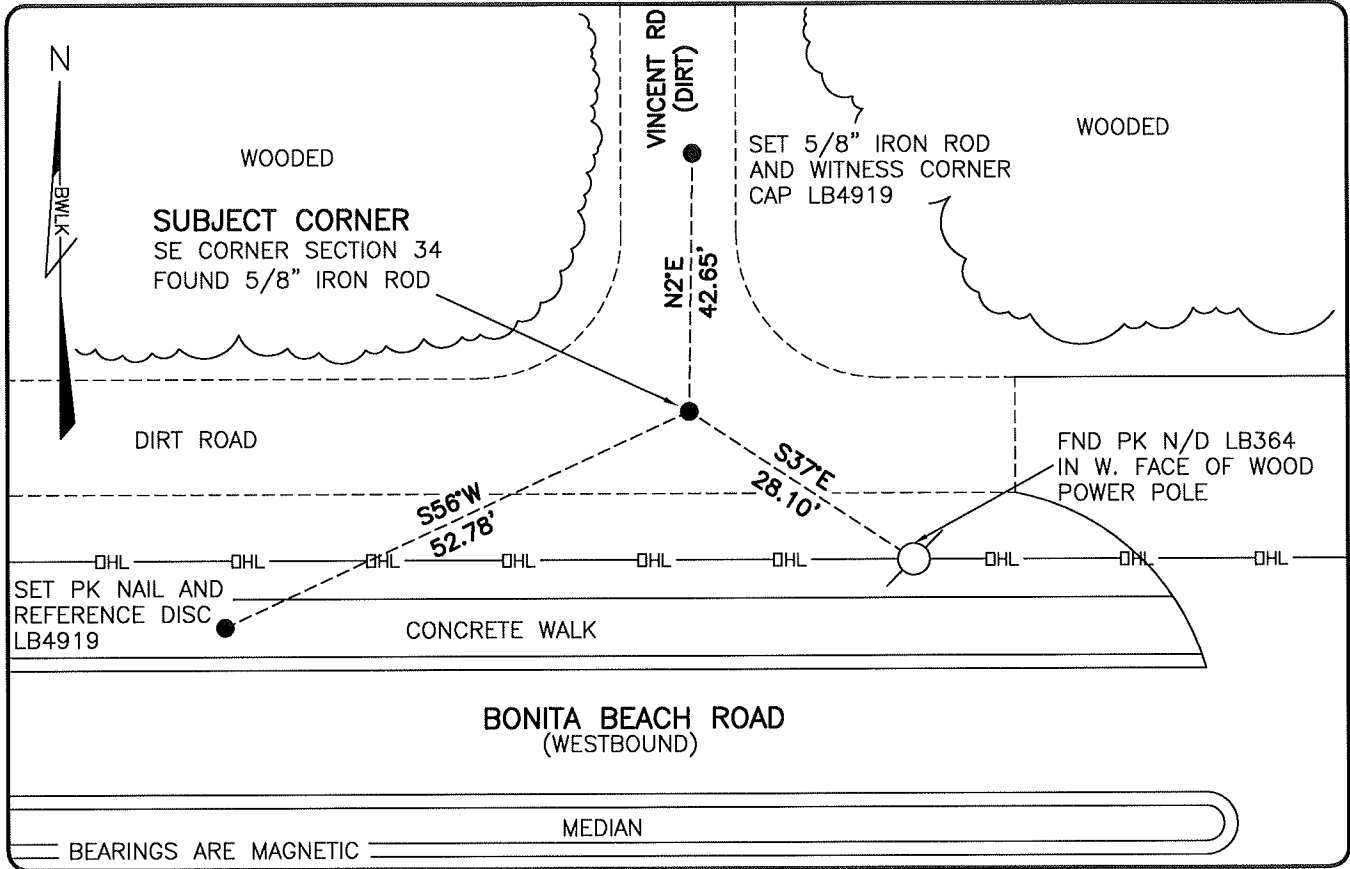 N
BWLK
VINCENT RD
(DIRT)
WOODED
WOODED
SET 5/8" IRON ROD
AND WITNESS CORNER
CAP LB4919
SUBJECT CORNER
SE CORNER SECTION 34
FOUND 5/8" IRON ROD
N2°E
42.65'
DIRT ROAD
S37°E
28.10'
FND PK N/D LB364
IN W. FACE OF WOOD
POWER POLE
S56°W
52.78'
OHL OHL OHL OHL OHL OHL OHL OHL OHL
SET PK NAIL AND
REFERENCE DISC
LB4919
CONCRETE WALK
BONITA BEACH ROAD
(WESTBOUND)
MEDIAN
BEARINGS ARE MAGNETIC